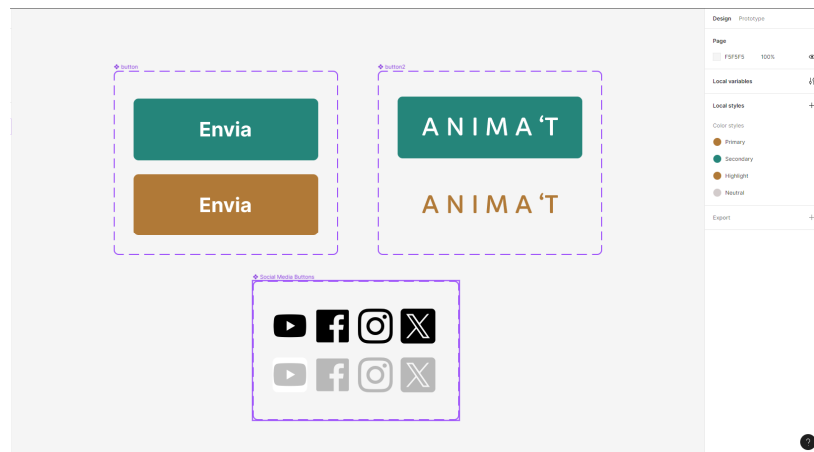 Design Prototype
Page
F5F5F5 100%
Local variables
Local styles
Color styles
Primary
Secondary
Highlight
Neutral
Export
button
Envia
Envia
button2
ANIMA‘T
ANIMA‘T
Social Media Buttons
?